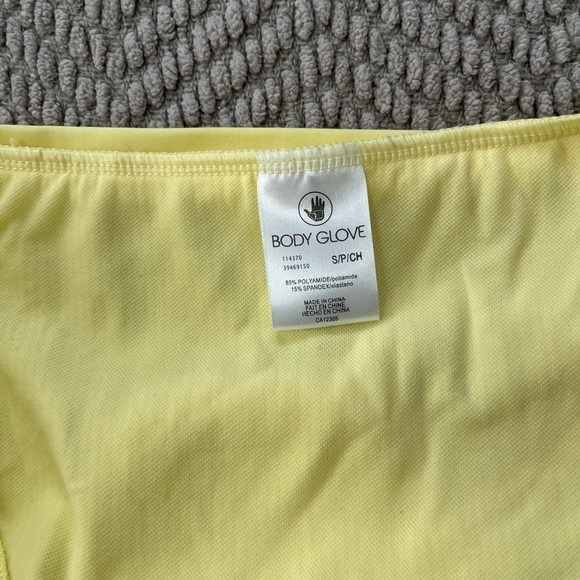 BODY GLOVE
114370
39469150 S/P/CH
85% POLYAMIDE/poliamida
15% SPANDEX/elastano
MADE IN CHINA
FAIT EN CHINE
HECHO EN CHINA
CA12305